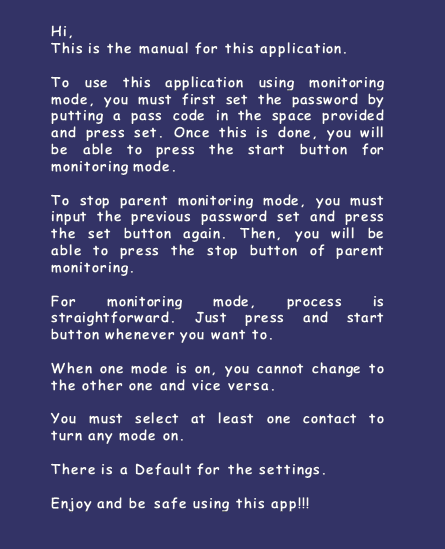 Hi,
This is the manual for this application.
To use this application using monitoring
mode, you must first set the password by
putting a pass code in the space provided
and press set. Once this is done, you will
be able to press the start button for
monitoring mode.
To stop parent monitoring mode, you must
input the previous password set and press
the set button again. Then, you will be
able to press the stop button of parent
monitoring.
For monitoring mode, process is
straightforward. Just press and start
button whenever you want to.
When one mode is on, you cannot change to
the other one and vice versa.
You must select at least one contact to
turn any mode on.
There is a Default for the settings.
Enjoy and be safe using this app!!!